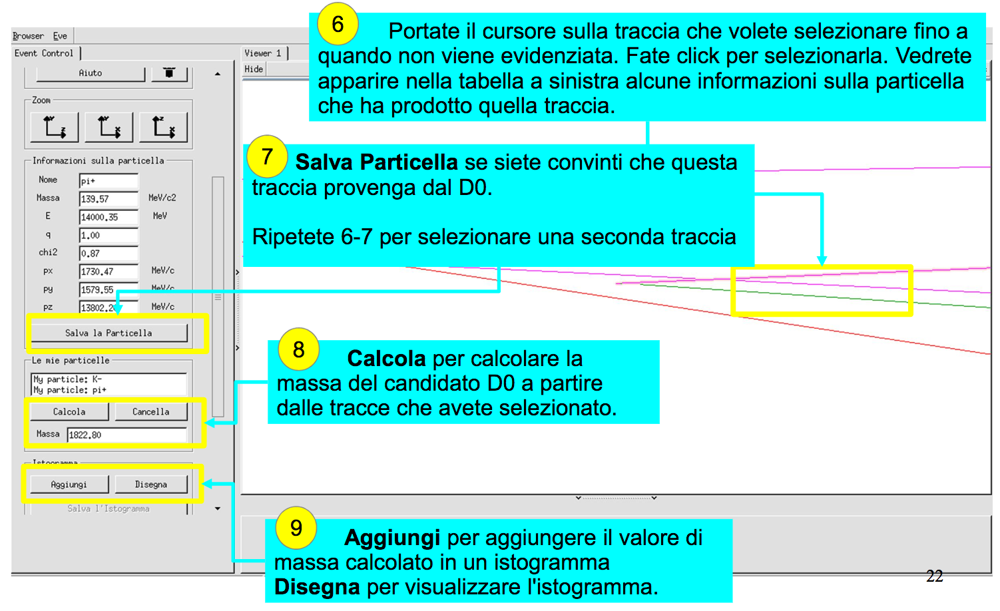 6
Portate il cursore sulla traccia che volete selezionare fino a
quando non viene evidenziata. Fate click per selezionarla. Vedrete
apparire nella tabella a sinistra alcune informazioni sulla particella
che ha prodotto quella traccia.
Browser Eve
Event Control
Viewer 1
Hide
Aiuto
Zoom
Y Z
Y X
Z X
7
Salva Particella se siete convinti che questa
traccia provenga dal D0.
Ripetete 6-7 per selezionare una seconda traccia
Informazioni sulla particella
Nome pi+
Massa 139.57 MeV/c2
E 14000.35 MeV
q 1.00
chi2 0.87
px 1730.47 MeV/c
py 1579.55 MeV/c
pz 13802.2 MeV/c
Salva la Particella
8
Calcola per calcolare la
massa del candidato D0 a partire
dalle tracce che avete selezionato.
Le mie particelle
My particle: K-
My particle: pi+
Calcola Cancella
Massa 1822.80
Istogramma
Aggiungi Disegna
Salva l'Istogramma
9
Aggiungi per aggiungere il valore di
massa calcolato in un istogramma
Disegna per visualizzare l'istogramma.
22